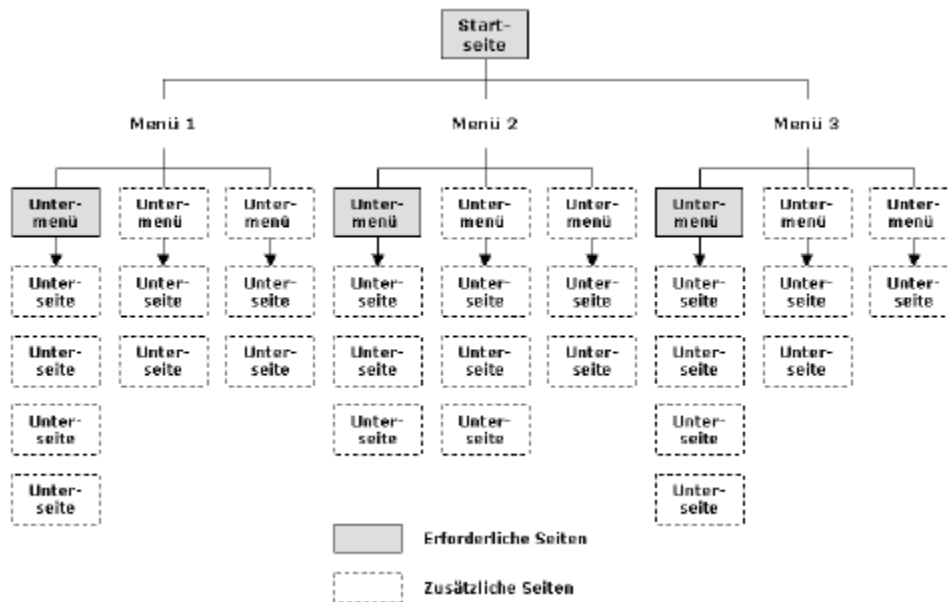 Start-
seite
Menü 1 Menü 2 Menü 3
Unter- Unter- Unter- Unter- Unter- Unter- Unter- Unter- Unter-
menü menü menü menü menü menü menü menü menü
Unter- Unter- Unter- Unter- Unter- Unter- Unter- Unter- Unter-
seite seite seite seite seite seite seite seite seite
Unter- Unter- Unter- Unter- Unter- Unter- Unter- Unter-
seite seite seite seite seite seite seite seite
Unter- Unter- Unter- Unter-
seite seite seite seite
Unter- Unter-
seite seite
Erforderliche Seiten
Zusätzliche Seiten